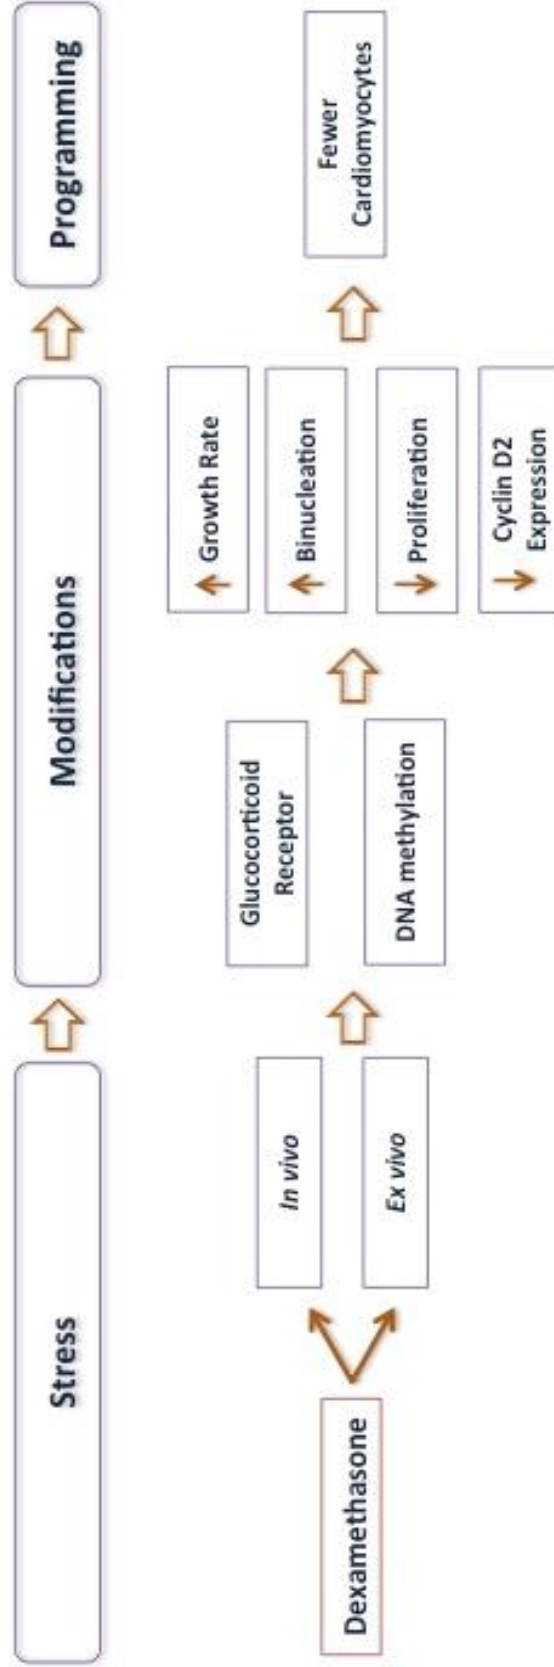 Stress
Modifications
Programming
Dexamethasone
In vivo
Ex vivo
Glucocorticoid
Receptor
DNA methylation
Growth Rate
Binucleation
Proliferation
Cyclin D2
Expression
Fewer
Cardiomyocytes